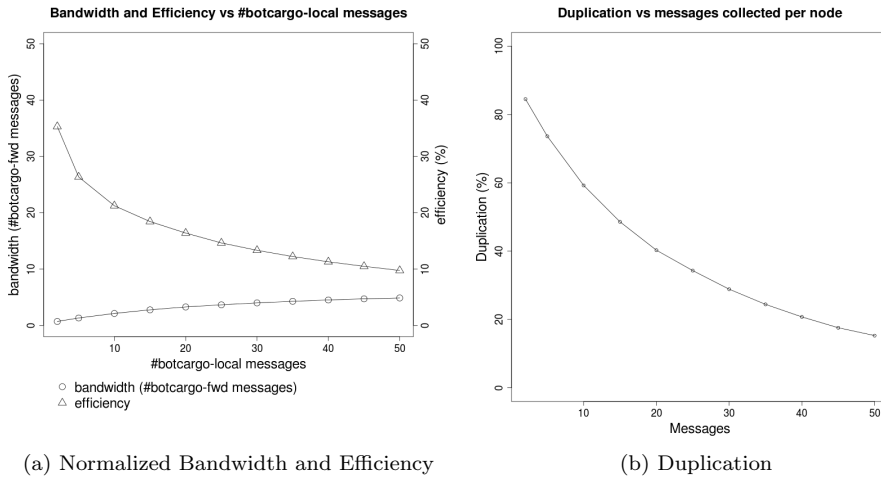 Bandwidth and Efficiency vs #botcargo-local messages
50
40
30
20
10
0
bandwidth (#botcargo-fwd messages)
50
40
30
20
10
0
efficiency (%)
10 20 30 40 50
#botcargo-local messages
bandwidth (#botcargo-fwd messages)
efficiency
(a) Normalized Bandwidth and Efficiency
Duplication vs messages collected per node
100
80
60
40
20
0
Duplication (%)
10 20 30 40 50
Messages
(b) Duplication